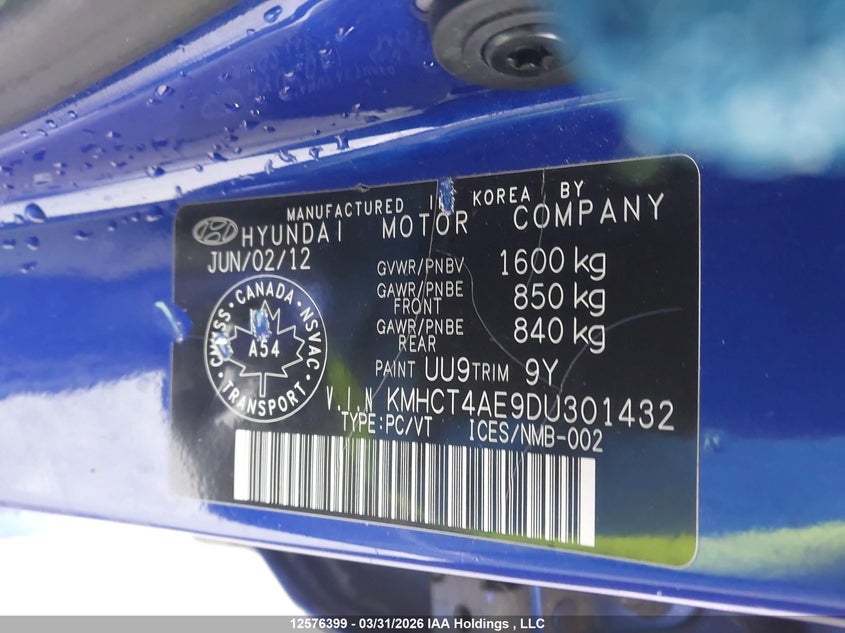 MANUFACTURED IN KOREA BY
HYUNDAI MOTOR COMPANY
JUN/02/12
GVWR/PNBV 1600 kg
GAWR/PNBE FRONT 850 kg
GAWR/PNBE REAR 840 kg
PAINT UU9 TRIM 9Y
CANADA · NSVAC · TRANSPORT ·
A54
V.I.N KMHCT4AE9DU301432
TYPE:PC/VT ICES/NMB-002
12576399 - 03/31/2026 IAA Holdings , LLC